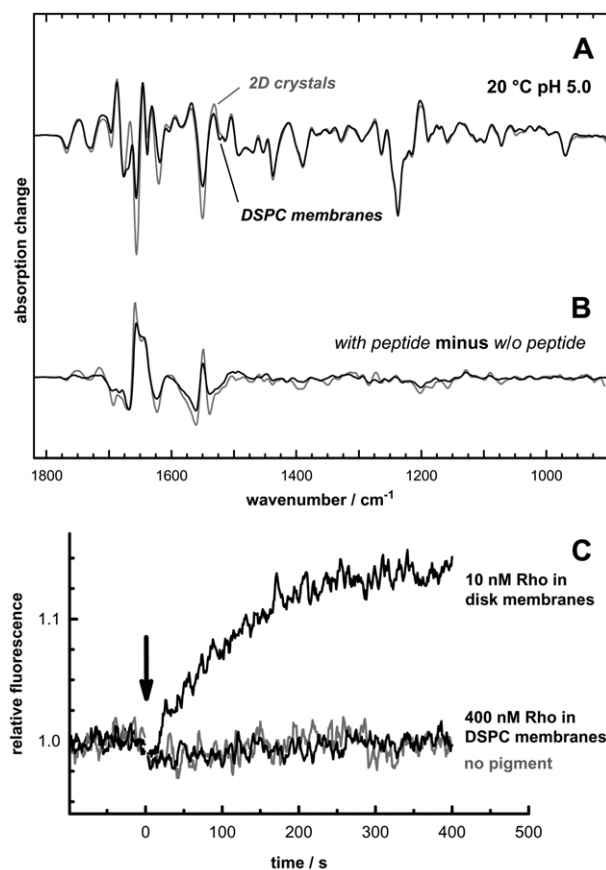 A
2D crystals
20 °C pH 5.0
DSPC membranes
absorption change
B
with peptide minus w/o peptide
1800 1600 1400 1200 1000
wavenumber / cm-1
C
10 nM Rho in
disk membranes
1.1
relative fluorescence
400 nM Rho in
DSPC membranes
1.0
no pigment
0 100 200 300 400 500
time / s